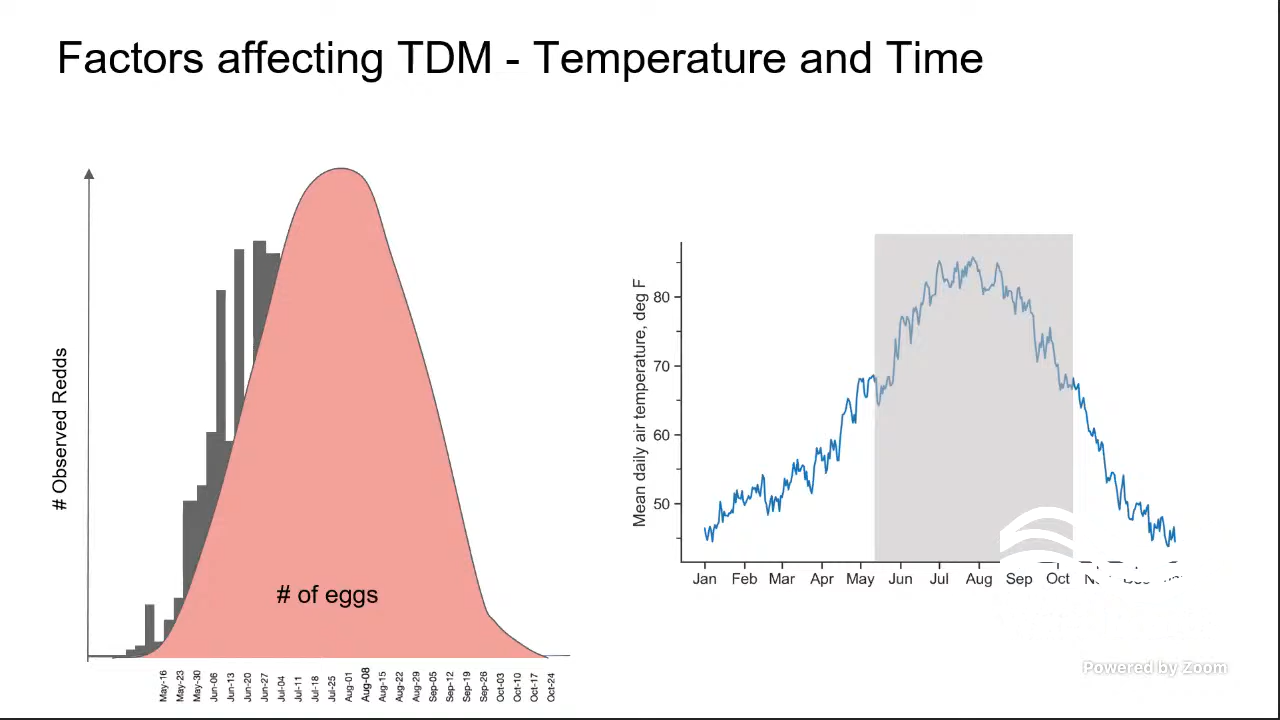 Factors affecting TDM - Temperature and Time
# Observed Redds
# of eggs
May-16
May-23
May-30
Jun-06
Jun-13
Jun-20
Jun-27
Jul-04
Jul-11
Jul-18
Jul-25
Aug-01
Aug-08
Aug-15
Aug-22
Aug-29
Sep-05
Sep-12
Sep-19
Sep-26
Oct-03
Oct-10
Oct-17
Oct-24
Mean daily air temperature, deg F
80
70
60
50
Jan Feb Mar Apr May Jun Jul Aug Sep Oct
Powered by Zoom